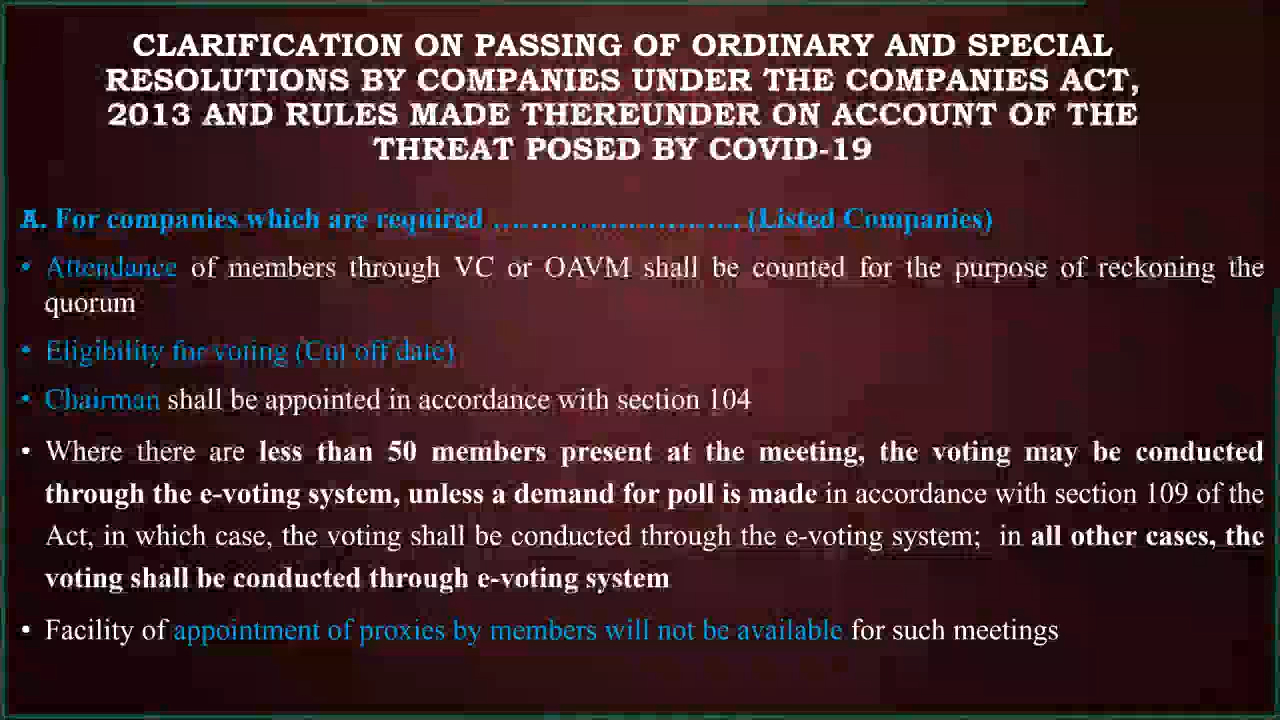 CLARIFICATION ON PASSING OF ORDINARY AND SPECIAL
RESOLUTIONS BY COMPANIES UNDER THE COMPANIES ACT,
2013 AND RULES MADE THEREUNDER ON ACCOUNT OF THE
THREAT POSED BY COVID-19
A. For companies which are required ............................ (Listed Companies)
• Attendance of members through VC or OAVM shall be counted for the purpose of reckoning the
quorum
• Eligibility for voting (Cut off date)
• Chairman shall be appointed in accordance with section 104
• Where there are less than 50 members present at the meeting, the voting may be conducted
through the e-voting system, unless a demand for poll is made in accordance with section 109 of the
Act, in which case, the voting shall be conducted through the e-voting system; in all other cases, the
voting shall be conducted through e-voting system
• Facility of appointment of proxies by members will not be available for such meetings